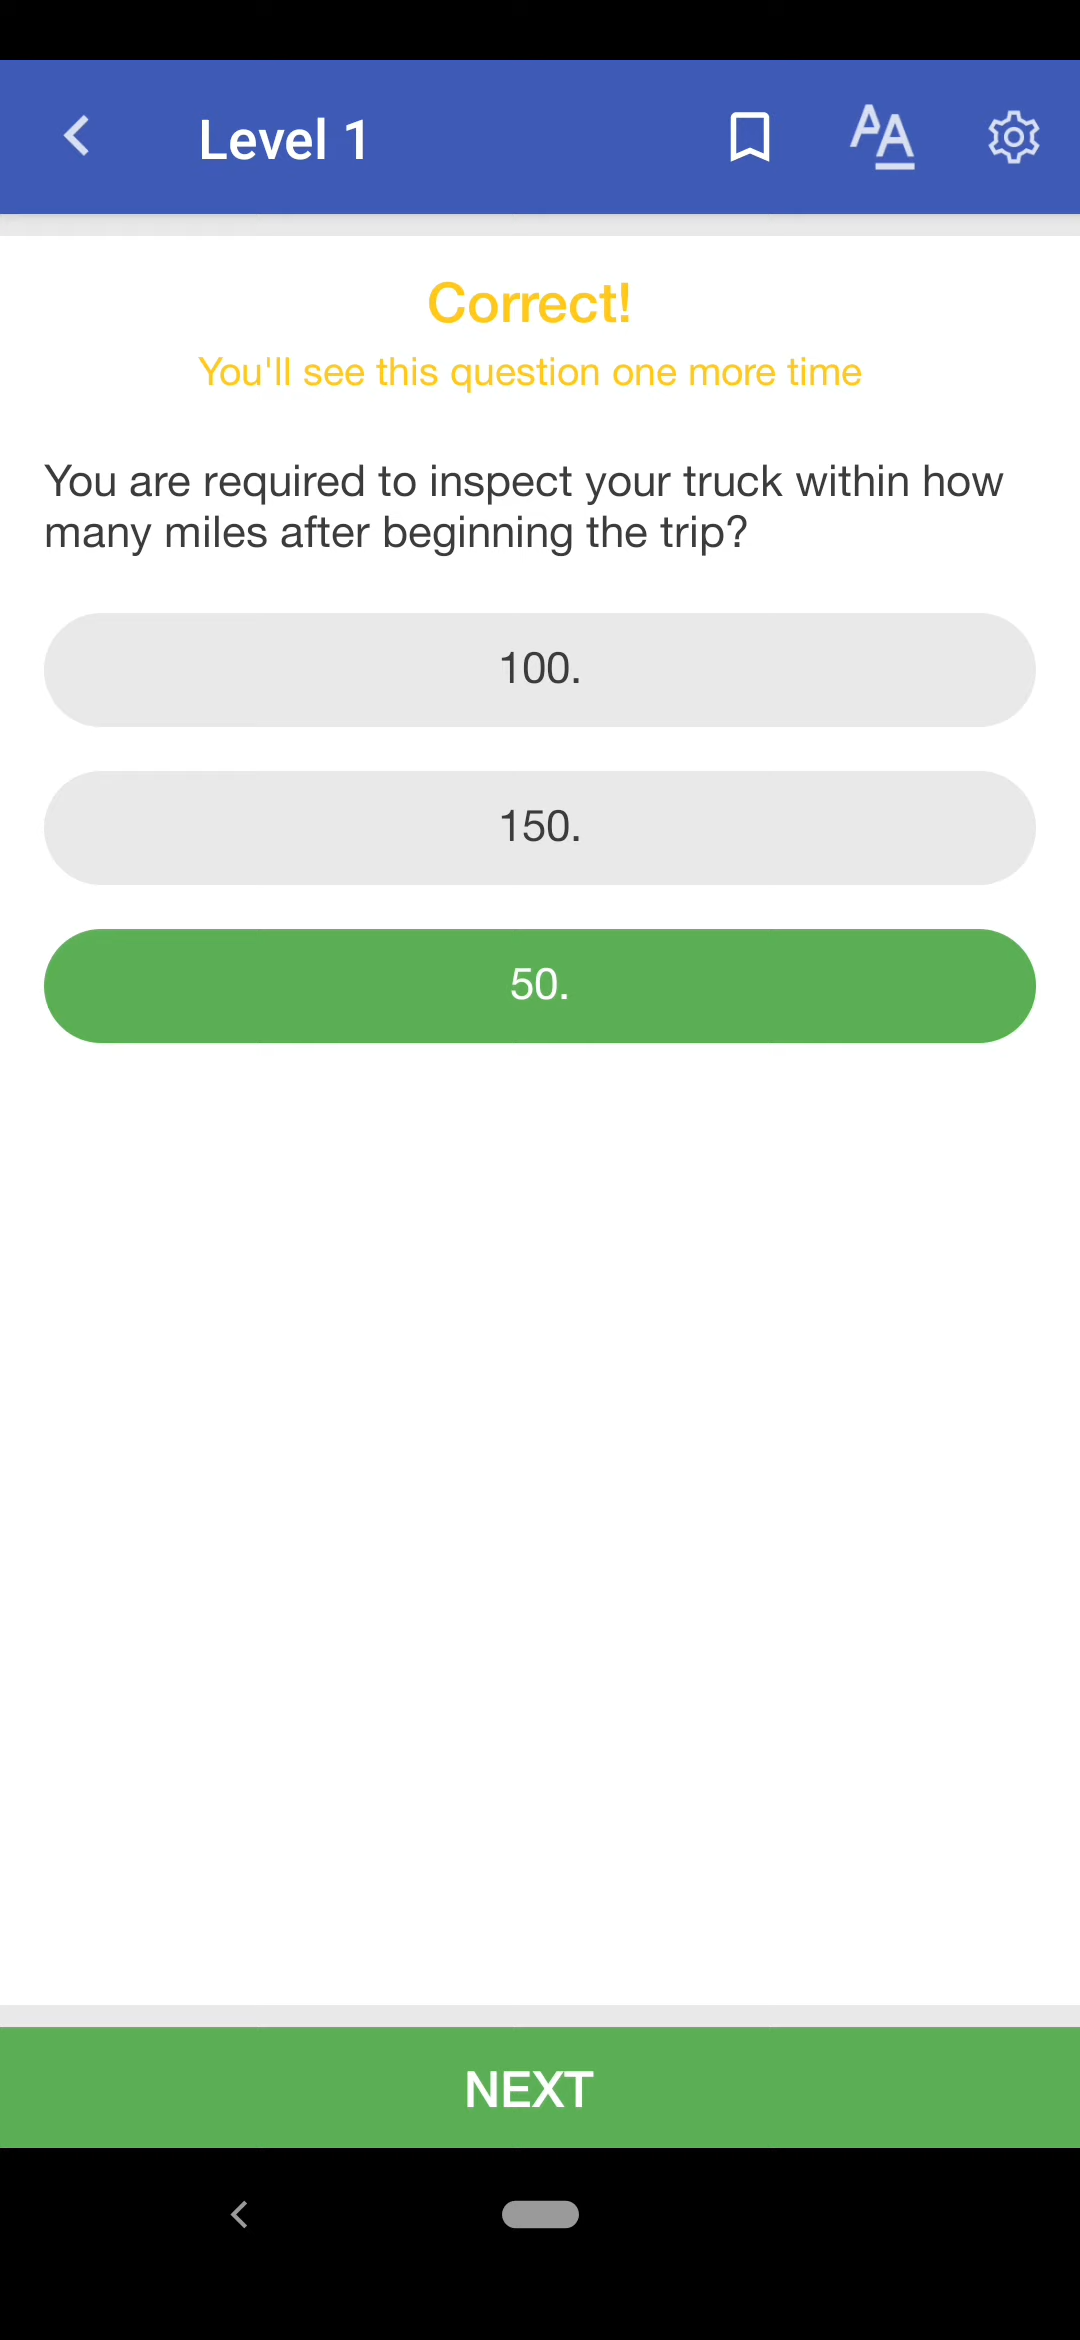 Level 1
AA
Correct!
You'll see this question one more time
You are required to inspect your truck within how
many miles after beginning the trip?
100.
150.
50.
NEXT